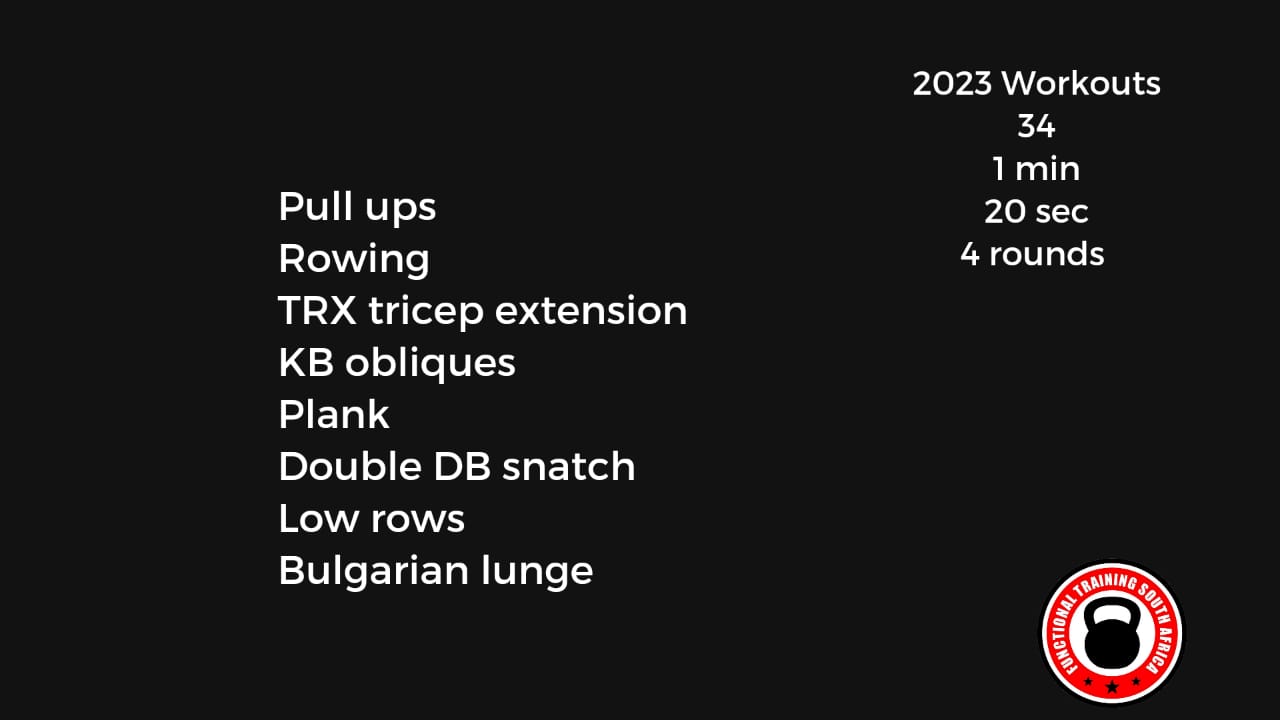 2023 Workouts
34
1 min
20 sec
4 rounds
Pull ups
Rowing
TRX tricep extension
KB obliques
Plank
Double DB snatch
Low rows
Bulgarian lunge
FUNCTIONAL TRAINING SOUTH AFRICA